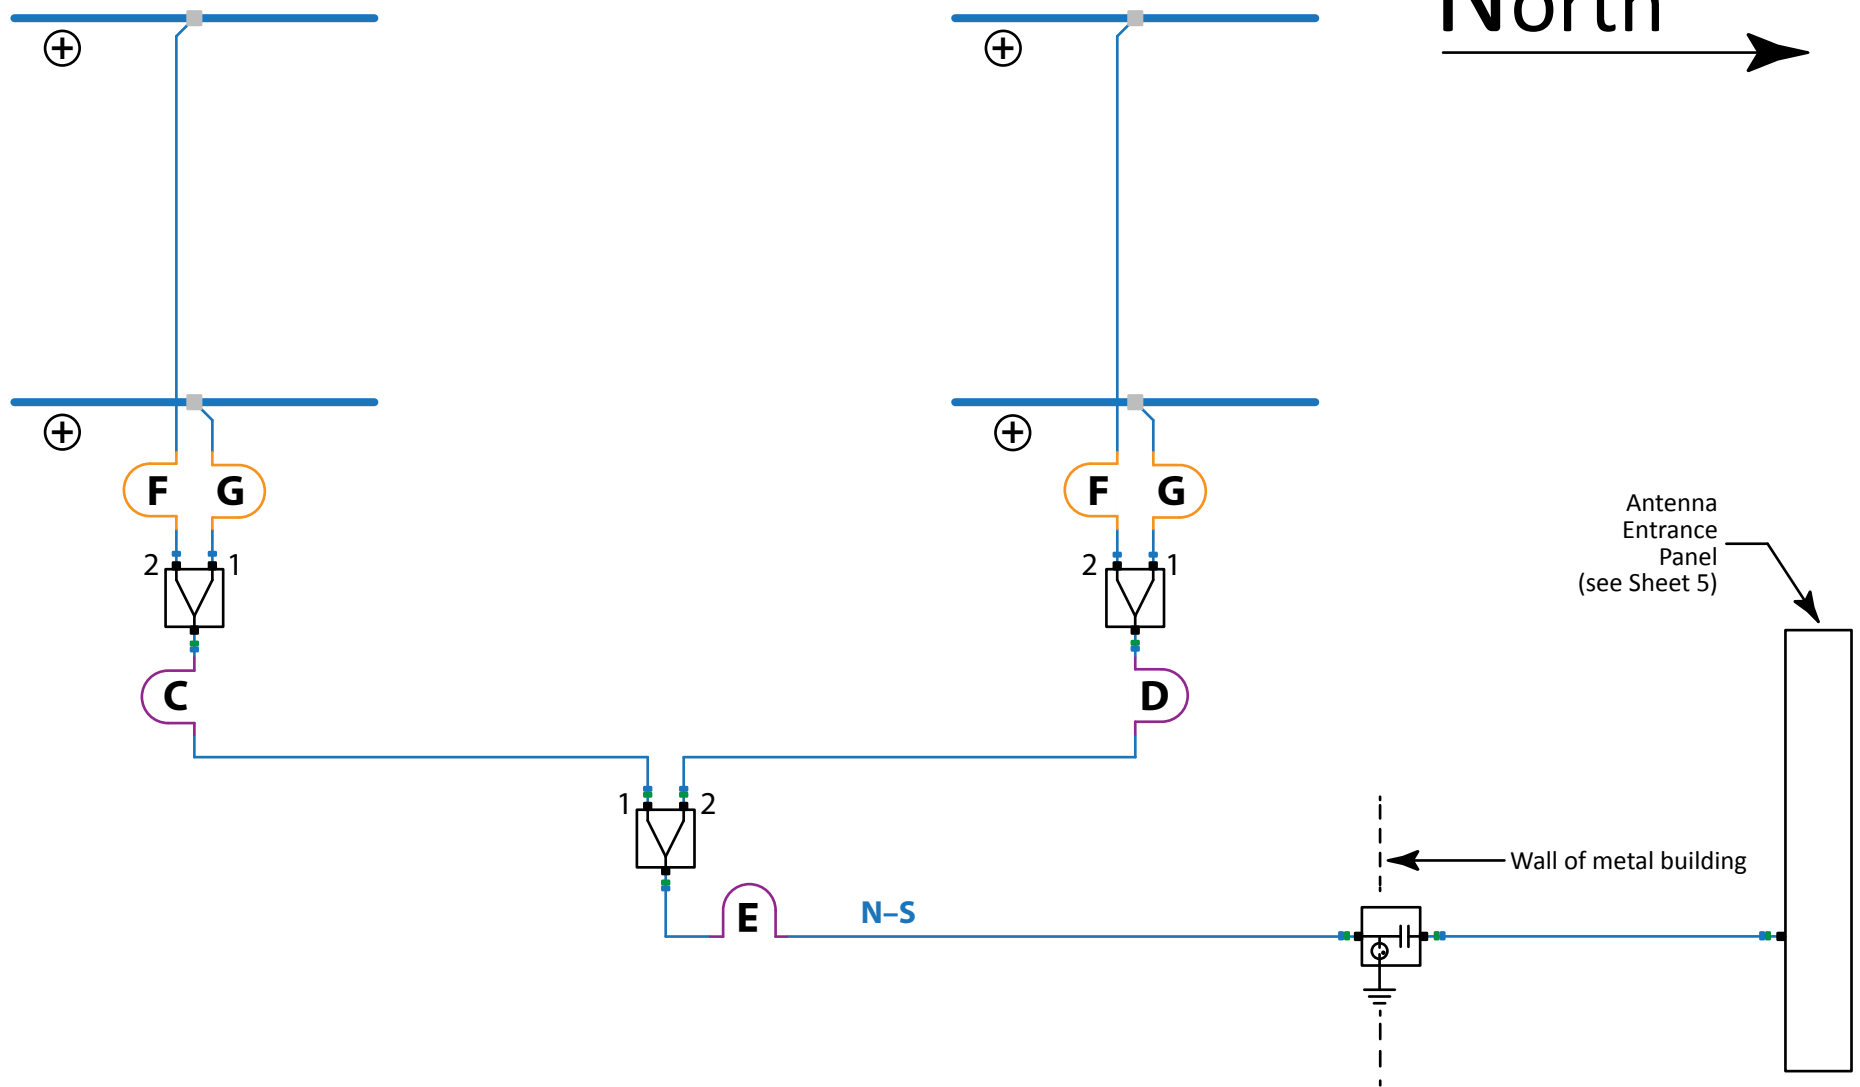 North
+
+
+
+
F G
F G
2 1
2 1
C
D
1 2
E
N–S
Antenna
Entrance
Panel
(see Sheet 5)
Wall of metal building